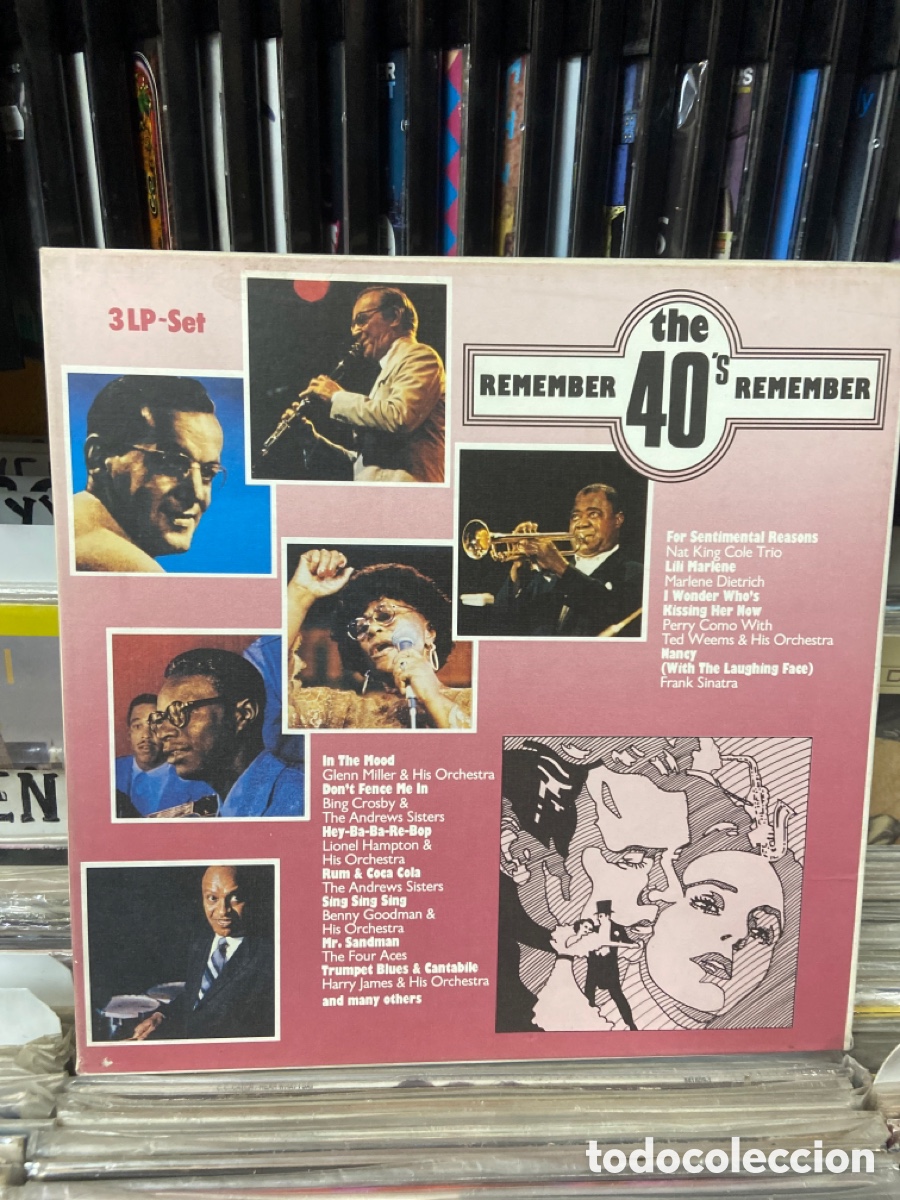 3 LP-Set
the
REMEMBER 40's REMEMBER
For Sentimental Reasons
Nat King Cole Trio
Lili Marlene
Marlene Dietrich
I Wonder Who's
Kissing Her Now
Perry Como With
Ted Weems & His Orchestra
Nancy
(With The Laughing Face)
Frank Sinatra
In The Mood
Glenn Miller & His Orchestra
Don't Fence Me In
Bing Crosby &
The Andrews Sisters
Hey-Ba-Ba-Re-Bop
Lionel Hampton &
His Orchestra
Rum & Coca Cola
The Andrews Sisters
Sing Sing Sing
Benny Goodman &
His Orchestra
Mr. Sandman
The Four Aces
Trumpet Blues & Cantabile
Harry James & His Orchestra
and many others
EN
todocoleccion